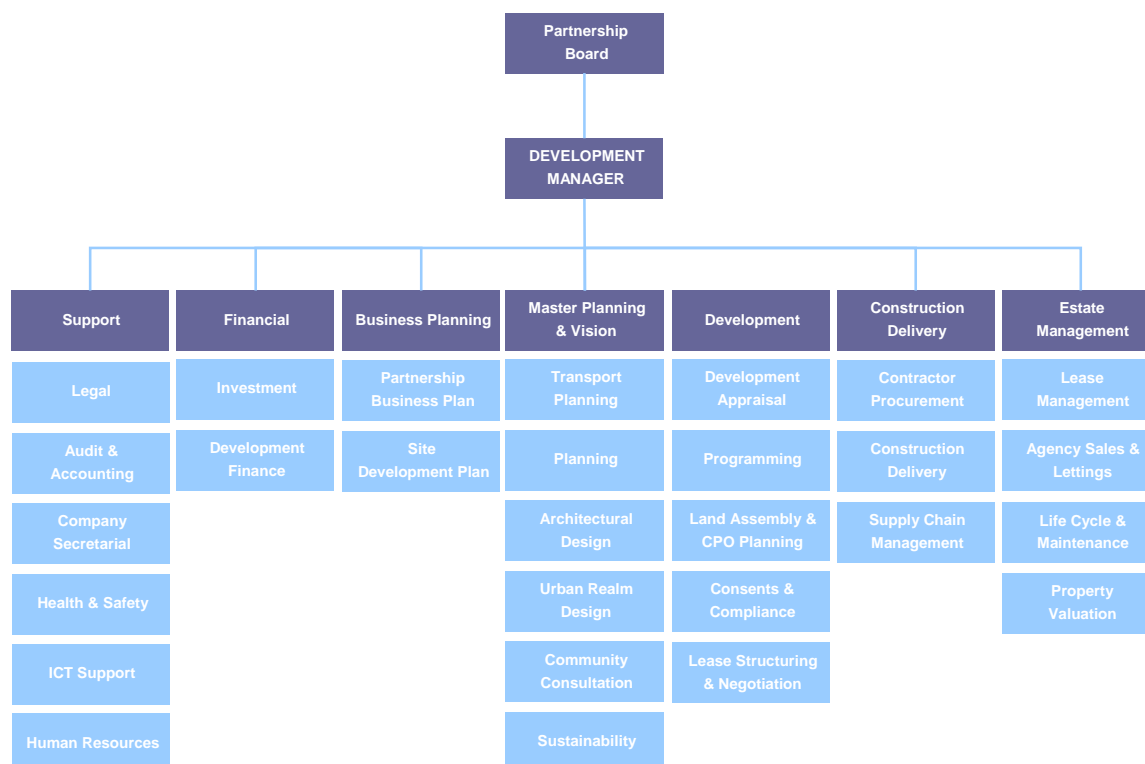 Partnership
Board
DEVELOPMENT
MANAGER
Support
Financial
Business Planning
Master Planning
& Vision
Development
Construction
Delivery
Estate
Management
Legal
Audit &
Accounting
Company
Secretarial
Health & Safety
ICT Support
Human Resources
Investment
Development
Finance
Partnership
Business Plan
Site
Development Plan
Transport
Planning
Planning
Architectural
Design
Urban Realm
Design
Community
Consultation
Sustainability
Development
Appraisal
Programming
Land Assembly &
CPO Planning
Consents &
Compliance
Lease Structuring
& Negotiation
Contractor
Procurement
Construction
Delivery
Supply Chain
Management
Lease
Management
Agency Sales &
Lettings
Life Cycle &
Maintenance
Property
Valuation